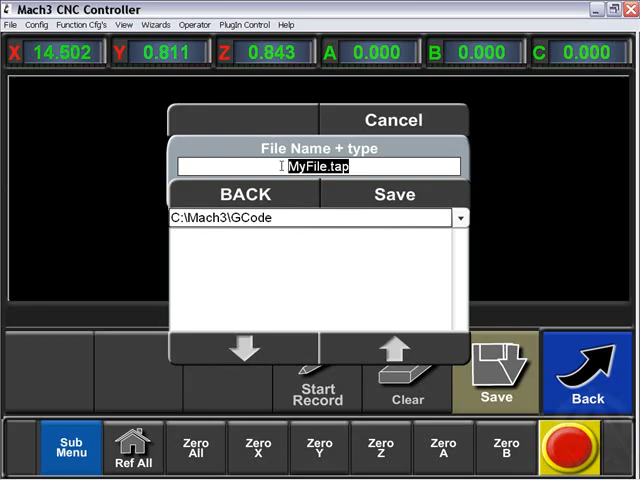 Mach3 CNC Controller
File Config Function Cfg's View Wizards Operator PlugIn Control Help
X 14.502 Y 0.811 Z 0.843 A 0.000 B 0.000 C 0.000
Cancel
File Name + type
MyFile.tap
BACK Save
C:\Mach3\GCode
Start Record Clear Save Back
Sub Menu Ref All Zero All Zero X Zero Y Zero Z Zero A Zero B